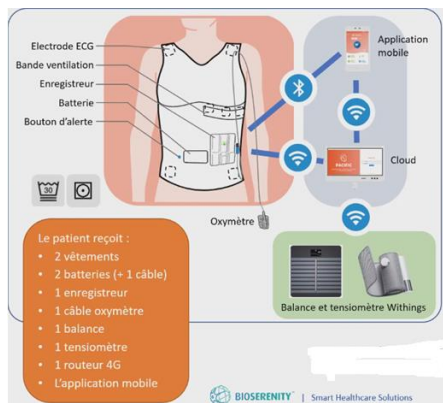 Electrode ECG
Bande ventilation
Enregistreur
Batterie
Bouton d'alerte
Application
mobile
Cloud
Oxymètre
30
Balance et tensiomètre Withings
Le patient reçoit :
• 2 vêtements
• 2 batteries (+ 1 câble)
• 1 enregistreur
• 1 câble oxymètre
• 1 balance
• 1 tensiomètre
• 1 routeur 4G
• L'application mobile
BIOSERENITY | Smart Healthcare Solutions